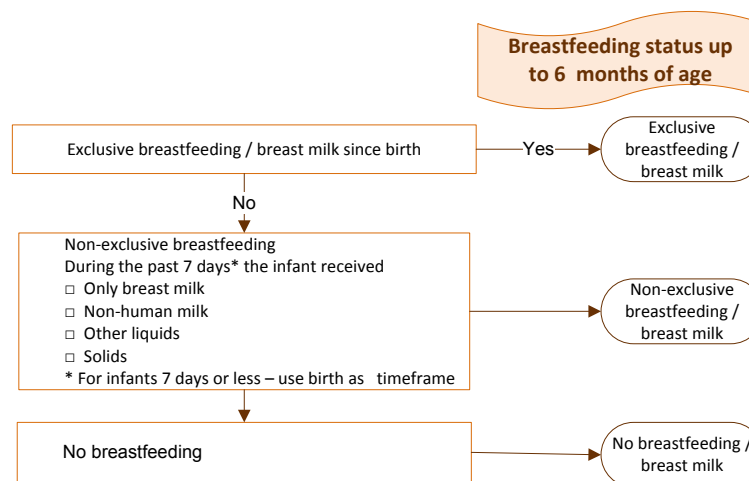 Breastfeeding status up
to 6 months of age
Exclusive breastfeeding / breast milk since birth
Yes
Exclusive
breastfeeding /
breast milk
No
Non-exclusive breastfeeding
During the past 7 days* the infant received
□ Only breast milk
□ Non-human milk
□ Other liquids
□ Solids
* For infants 7 days or less – use birth as timeframe
Non-exclusive
breastfeeding /
breast milk
No breastfeeding
No breastfeeding /
breast milk